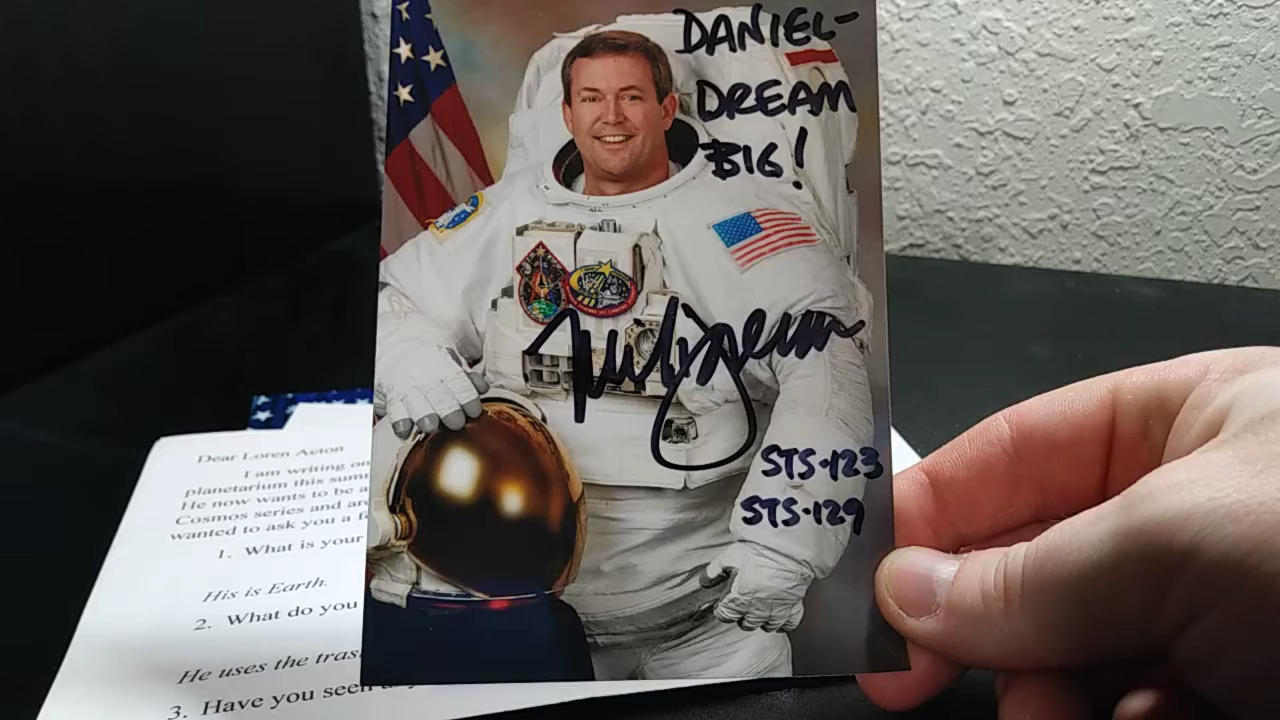 DANIEL-
DREAM
BIG!
STS-123
STS-129
Dear Loren Acton
I am writing on
planetarium this sum
He now wants to be a
Cosmos series and are
wanted to ask you a f
1. What is your
His is Earth.
2. What do you
He uses the tras
3. Have you seen any